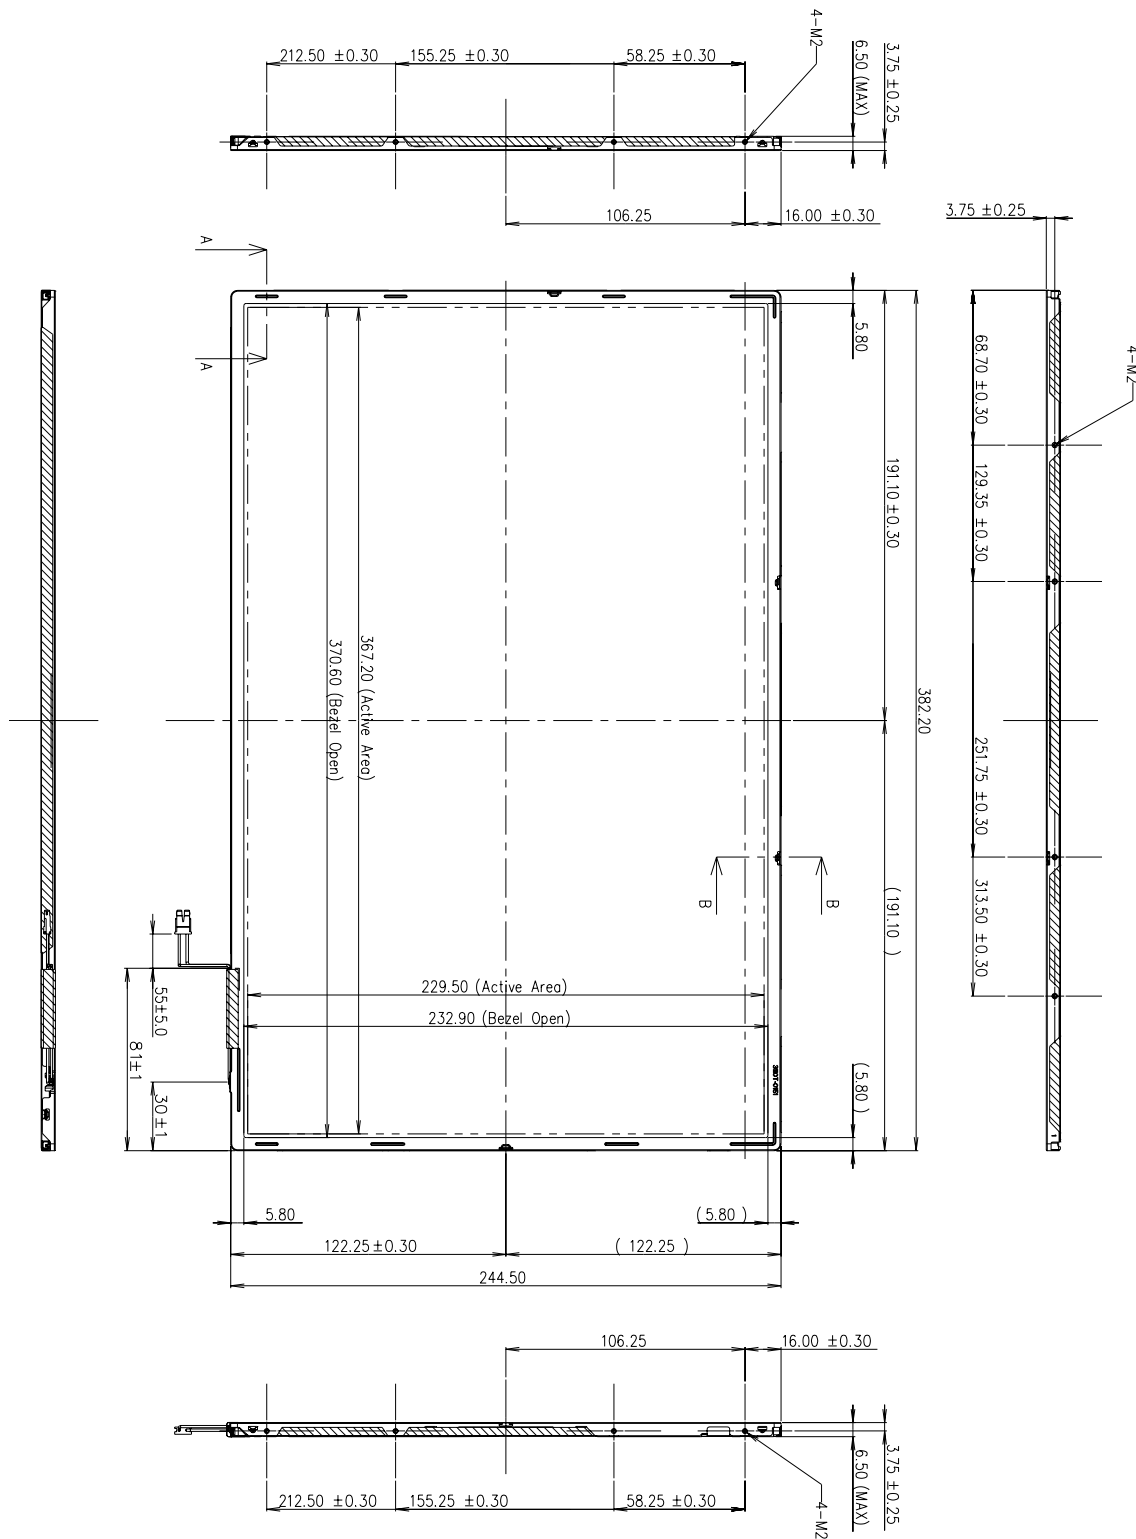 4-M2
3.75 ±0.25
6.50 (MAX)
212.50 ±0.30
155.25 ±0.30
58.25 ±0.30
106.25
16.00 ±0.30
3.75 ±0.25
A
A
5.80
68.70 ±0.30
4-M2
129.35 ±0.30
191.10 ±0.30
382.20
370.60 (Bezel Open)
367.20 (Active Area)
251.75 ±0.30
B
B
(191.10 )
313.50 ±0.30
229.50 (Active Area)
232.90 (Bezel Open)
55±5.0
81±1
30±1
(5.80 )
5.80
( 5.80 )
122.25±0.30
( 122.25 )
244.50
106.25
16.00 ±0.30
3.75 ±0.25
6.50 (MAX)
212.50 ±0.30
155.25 ±0.30
58.25 ±0.30
4-M2